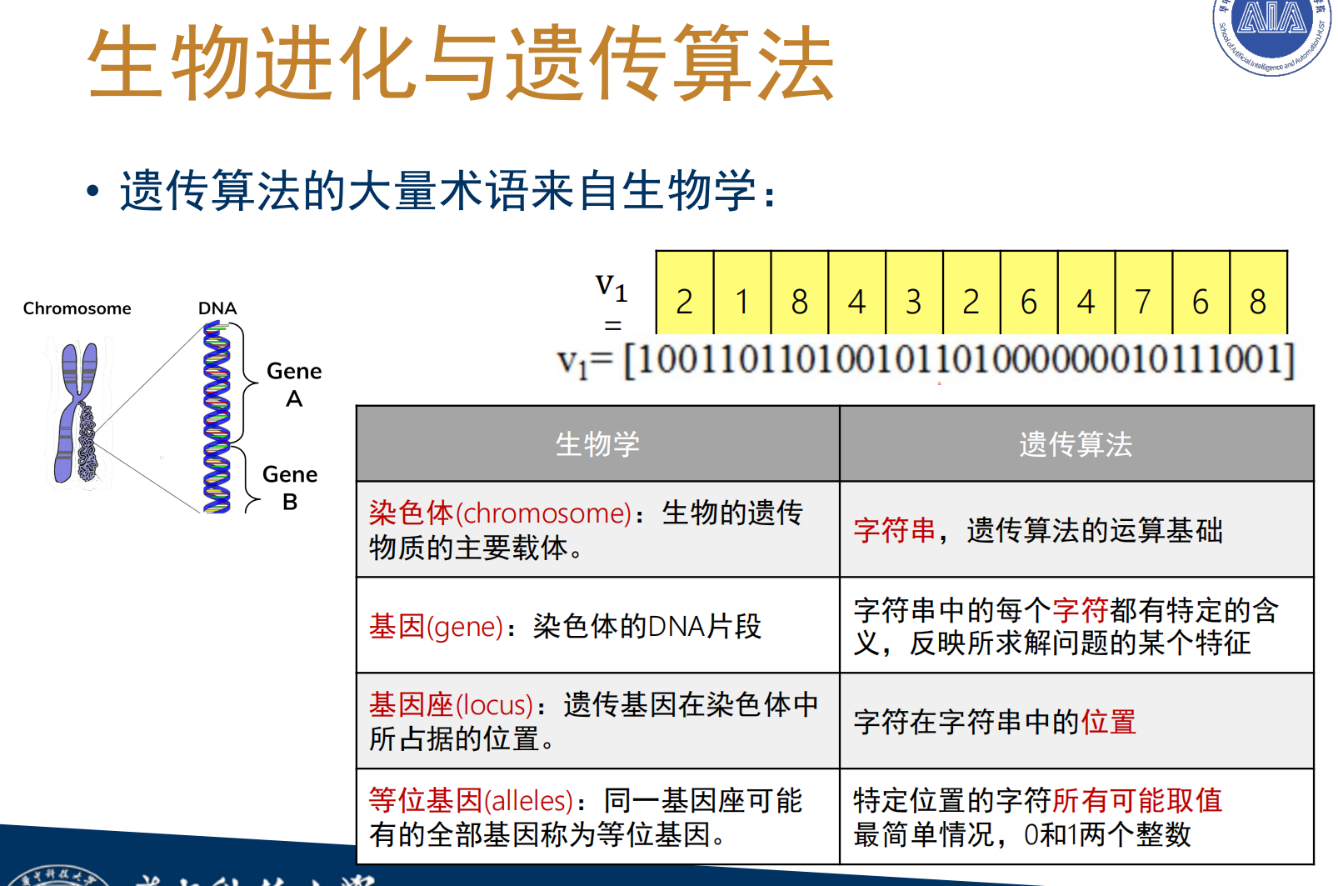 生物进化与遗传算法
School of Artificial Intelligence and Automation, HUST
AIA
• 遗传算法的大量术语来自生物学：
Chromosome
DNA
Gene
A
Gene
B
v1
=
2 1 8 4 3 2 6 4 7 6 8
v1= [100110110100101101000000010111001]
生物学
遗传算法
染色体(chromosome)：生物的遗传
物质的主要载体。
字符串，遗传算法的运算基础
基因(gene)：染色体的DNA片段
字符串中的每个字符都有特定的含
义，反映所求解问题的某个特征
基因座(locus)：遗传基因在染色体中
所占据的位置。
字符在字符串中的位置
等位基因(alleles)：同一基因座可能
有的全部基因称为等位基因。
特定位置的字符所有可能取值
最简单情况，0和1两个整数